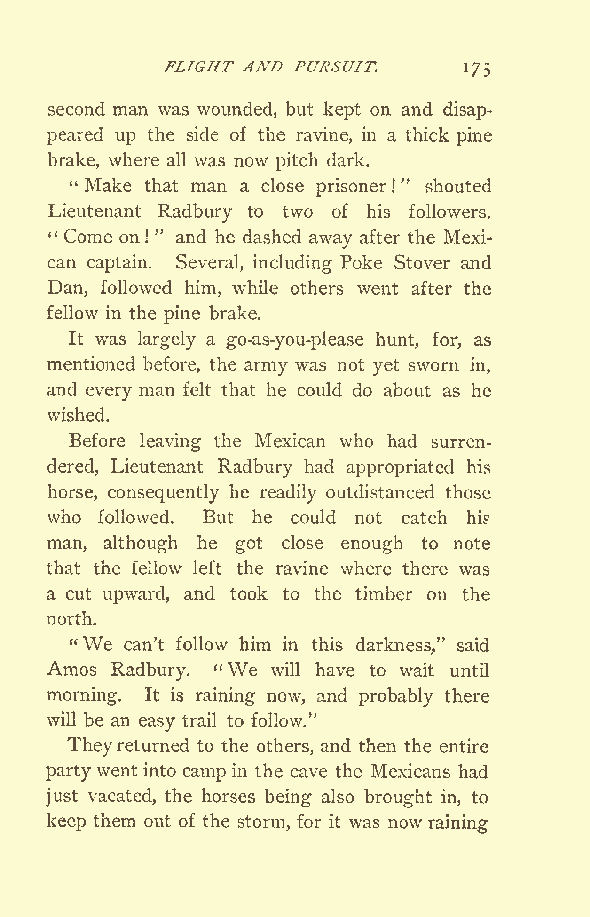 FLIGHT AND PURSUIT. 175
second man was wounded, but kept on and disap-
peared up the side of the ravine, in a thick pine
brake, where all was now pitch dark.
"Make that man a close prisoner!" shouted
Lieutenant Radbury to two of his followers.
"Come on!" and he dashed away after the Mexi-
can captain. Several, including Poke Stover and
Dan, followed him, while others went after the
fellow in the pine brake.
It was largely a go-as-you-please hunt, for, as
mentioned before, the army was not yet sworn in,
and every man felt that he could do about as he
wished.
Before leaving the Mexican who had surren-
dered, Lieutenant Radbury had appropriated his
horse, consequently he readily outdistanced those
who followed. But he could not catch his
man, although he got close enough to note
that the fellow left the ravine where there was
a cut upward, and took to the timber on the
north.
"We can't follow him in this darkness," said
Amos Radbury. "We will have to wait until
morning. It is raining now, and probably there
will be an easy trail to follow."
They returned to the others, and then the entire
party went into camp in the cave the Mexicans had
just vacated, the horses being also brought in, to
keep them out of the storm, for it was now raining